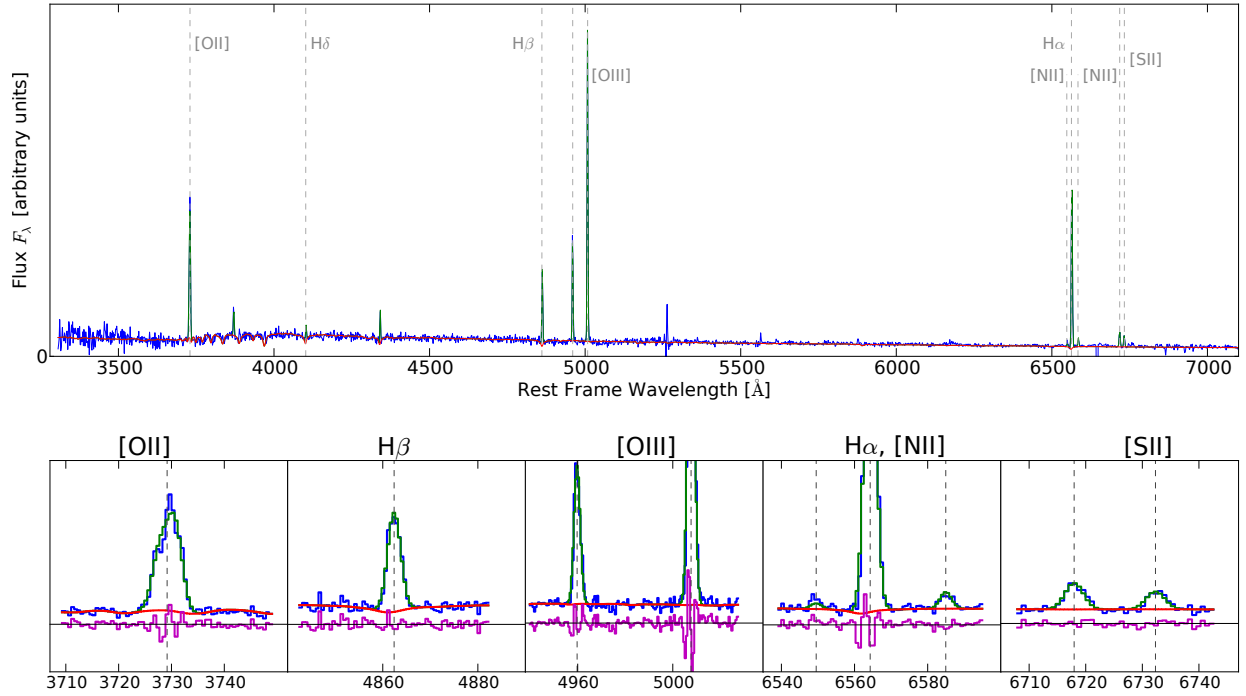 Flux F_λ [arbitrary units]
0
[OII]
Hδ
Hβ
[OIII]
Hα
[NII]
[NII]
[SII]
3500 4000 4500 5000 5500 6000 6500 7000
Rest Frame Wavelength [Å]
[OII] Hβ [OIII] Hα, [NII] [SII]
3710 3720 3730 3740 4860 4880 4960 5000 6540 6560 6580 6700 6720 6740